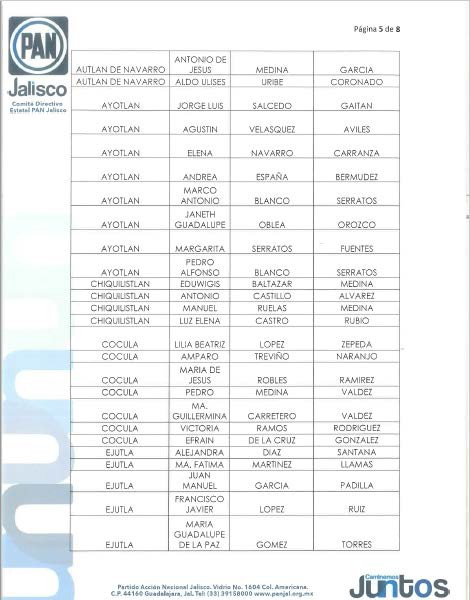 Página 5 de 8
PAN
Jalisco
Comité Directivo
Estatal PAN Jalisco
AUTLAN DE NAVARRO ANTONIO DE JESUS MEDINA GARCIA
AUTLAN DE NAVARRO ALDO ULISES URIBE CORONADO
AYOTLAN JORGE LUIS SALCEDO GAITAN
AYOTLAN AGUSTIN VELASQUEZ AVILES
AYOTLAN ELENA NAVARRO CARRANZA
AYOTLAN ANDREA ESPAÑA BERMUDEZ
AYOTLAN MARCO ANTONIO BLANCO SERRATOS
AYOTLAN JANETH GUADALUPE OBLEA OROZCO
AYOTLAN MARGARITA SERRATOS FUENTES
AYOTLAN PEDRO ALFONSO BLANCO SERRATOS
CHIQUILISTLAN EDUWIGIS BALTAZAR MEDINA
CHIQUILISTLAN ANTONIO CASTILLO ALVAREZ
CHIQUILISTLAN MANUEL RUELAS MEDINA
CHIQUILISTLAN LUZ ELENA CASTRO RUBIO
COCULA LILIA BEATRIZ LOPEZ ZEPEDA
COCULA AMPARO TREVIÑO NARANJO
COCULA MARIA DE JESUS ROBLES RAMIREZ
COCULA PEDRO MEDINA VALDEZ
COCULA MA. GUILLERMINA CARRETERO VALDEZ
COCULA VICTORIA RAMOS RODRIGUEZ
COCULA EFRAIN DE LA CRUZ GONZALEZ
EJUTLA ALEJANDRA DIAZ SANTANA
EJUTLA MA. FATIMA MARTINEZ LLAMAS
EJUTLA JUAN MANUEL GARCIA PADILLA
EJUTLA FRANCISCO JAVIER LOPEZ RUIZ
EJUTLA MARIA GUADALUPE DE LA PAZ GOMEZ TORRES
Partido Acción Nacional Jalisco. Vidrio No. 1604 Col. Americana.
C.P. 44160 Guadalajara, Jal. Tel: (33) 39158000 www.panjal.org.mx
Caminemos
Juntos